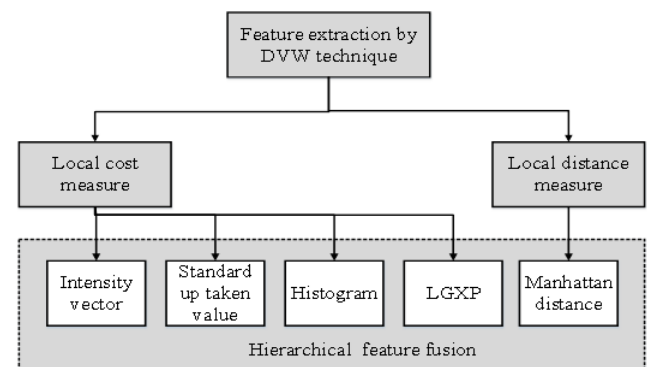 Feature extraction by
DVW technique
Local cost
measure
Local distance
measure
Intensity
vector
Standard
up taken
value
Histogram
LGXP
Manhattan
distance
Hierarchical feature fusion